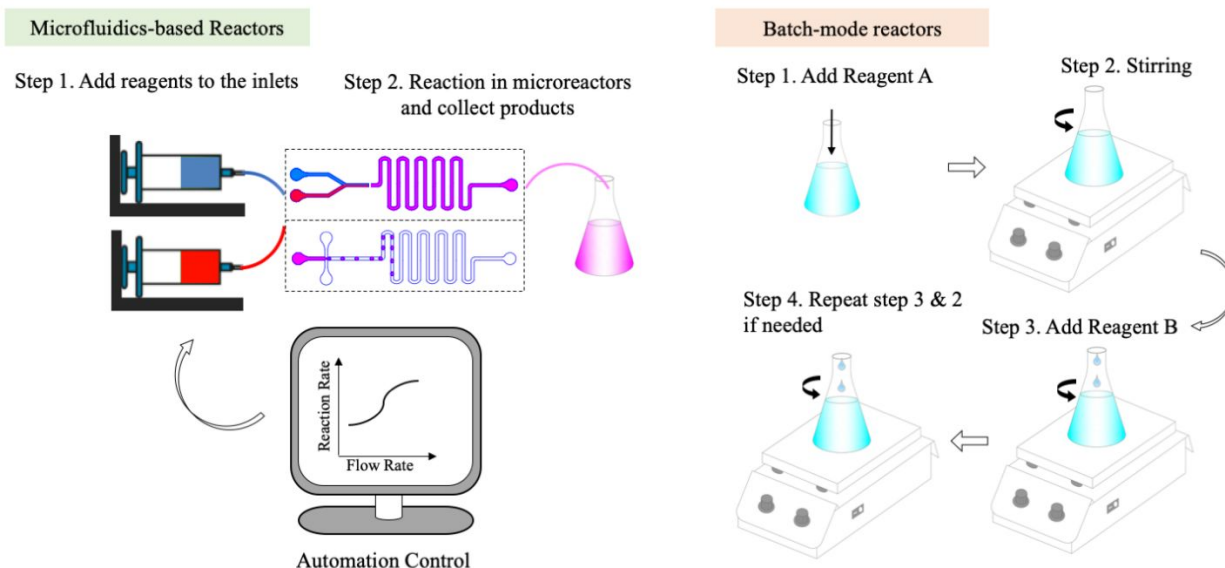 Microfluidics-based Reactors
Step 1. Add reagents to the inlets
Step 2. Reaction in microreactors
and collect products
Reaction Rate
Flow Rate
Automation Control
Batch-mode reactors
Step 1. Add Reagent A
Step 2. Stirring
Step 3. Add Reagent B
Step 4. Repeat step 3 & 2
if needed